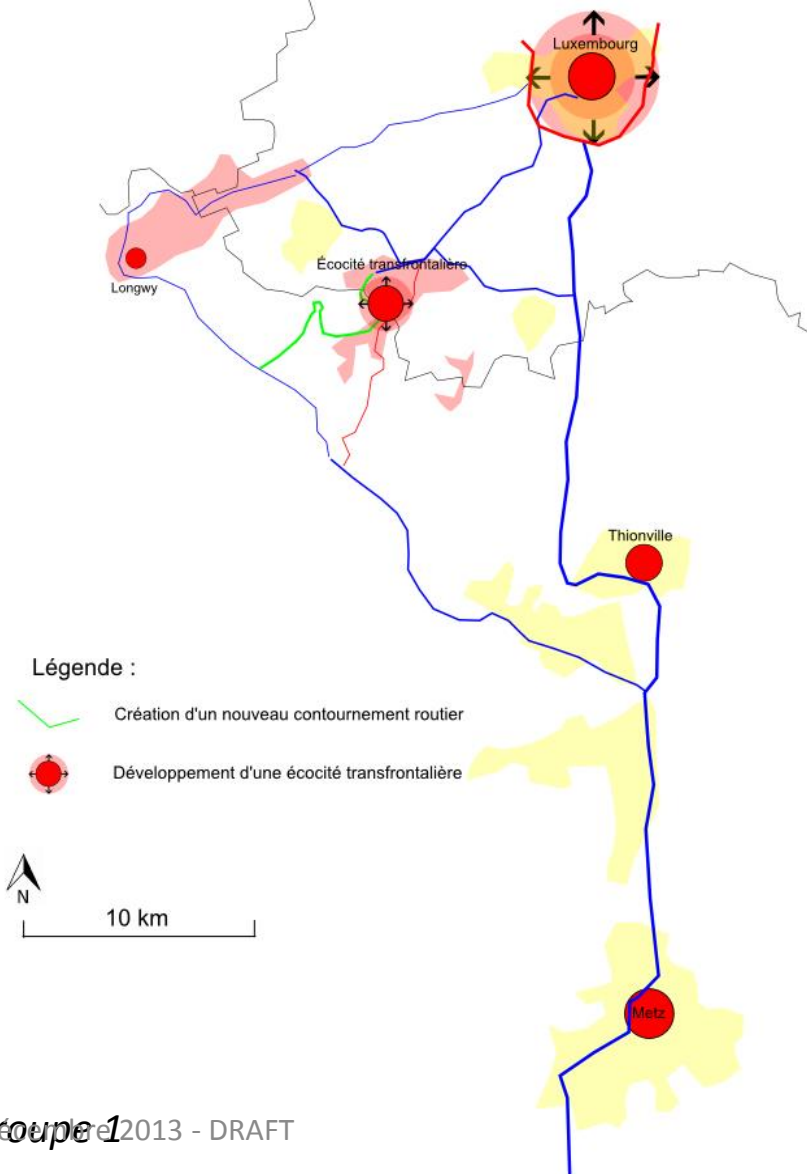 Luxembourg
Écocité transfrontalière
Longwy
Thionville
Légende :
Création d'un nouveau contournement routier
Développement d'une écocité transfrontalière
N
10 km
Metz
2013 - DRAFT